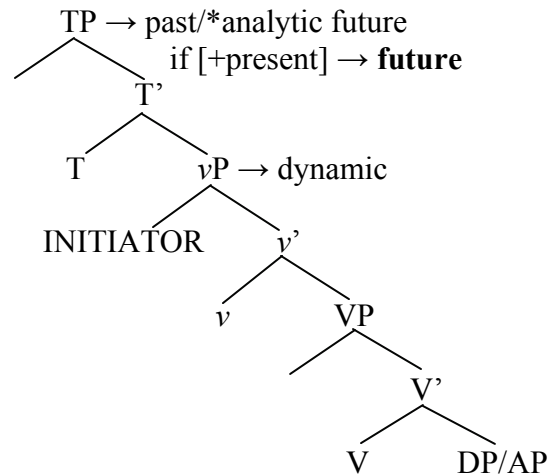 TP → past/*analytic future
if [+present] → future
T’
T
vP → dynamic
INITIATOR
v’
v
VP
V’
V
DP/AP